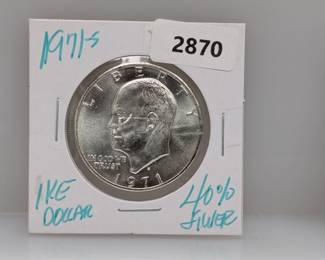 1971-S
2870
LIBERTY
IN GOD WE
TRUST
1971
IKE
DOLLAR
40%
SILVER